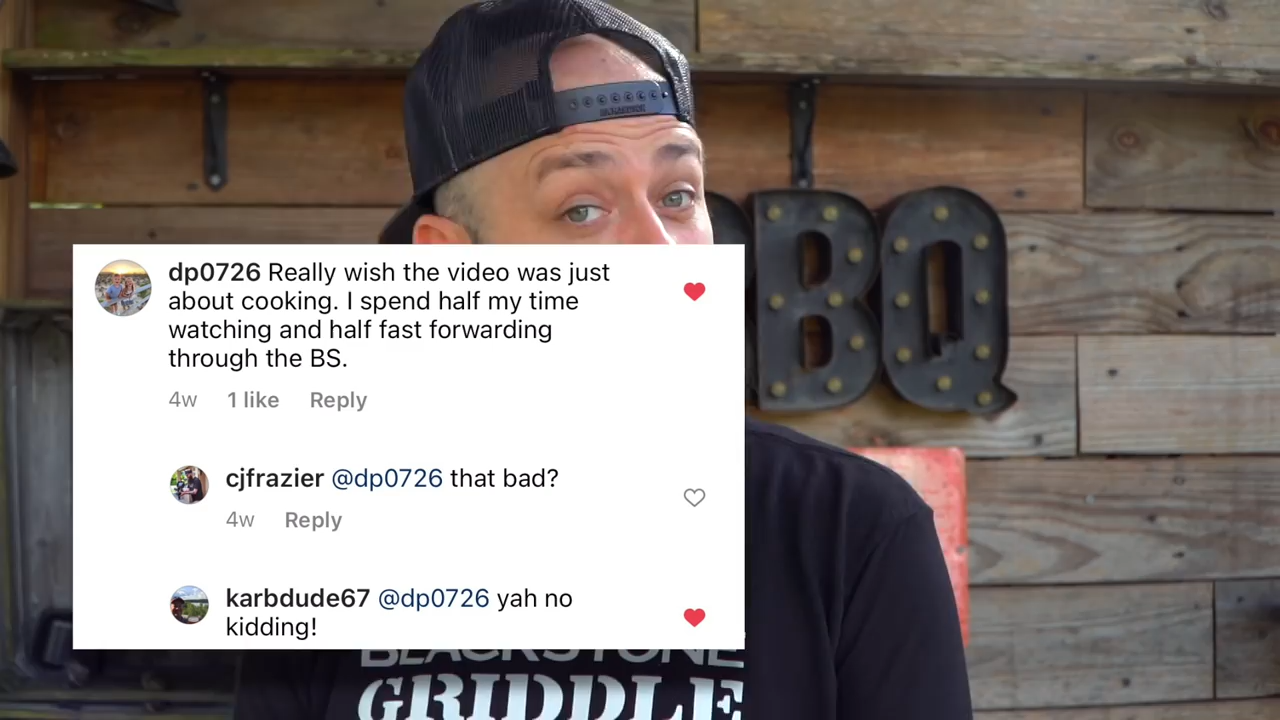 BQ
dp0726 Really wish the video was just
about cooking. I spend half my time
watching and half fast forwarding
through the BS.
4w 1 like Reply
cjfrazier @dp0726 that bad?
4w Reply
karbdude67 @dp0726 yah no
kidding!
BLACKSTONE
GRIDDLE